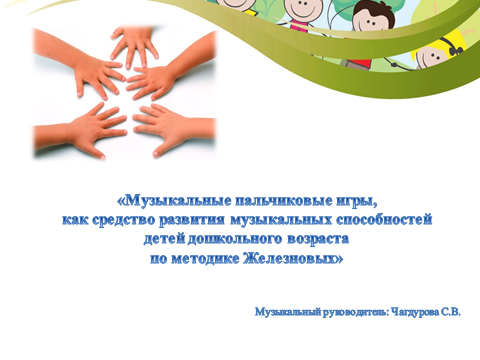 «Музыкальные пальчиковые игры,
как средство развития музыкальных способностей
детей дошкольного возраста
по методике Железновых»
Музыкальный руководитель: Чагдурова С.В.